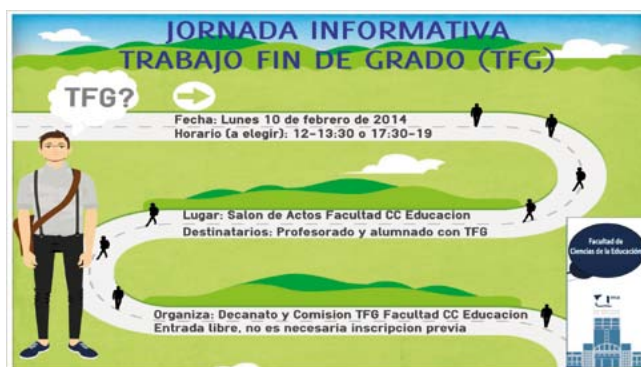 JORNADA INFORMATIVA
TRABAJO FIN DE GRADO (TFG)
TFG?
Fecha: Lunes 10 de febrero de 2014
Horario (a elegir): 12-13:30 o 17:30-19
Lugar: Salon de Actos Facultad CC Educacion
Destinatarios: Profesorado y alumnado con TFG
Facultad de
Ciencias de la Educación
Organiza: Decanato y Comision TFG Facultad CC Educacion
Entrada libre, no es necesaria inscripcion previa